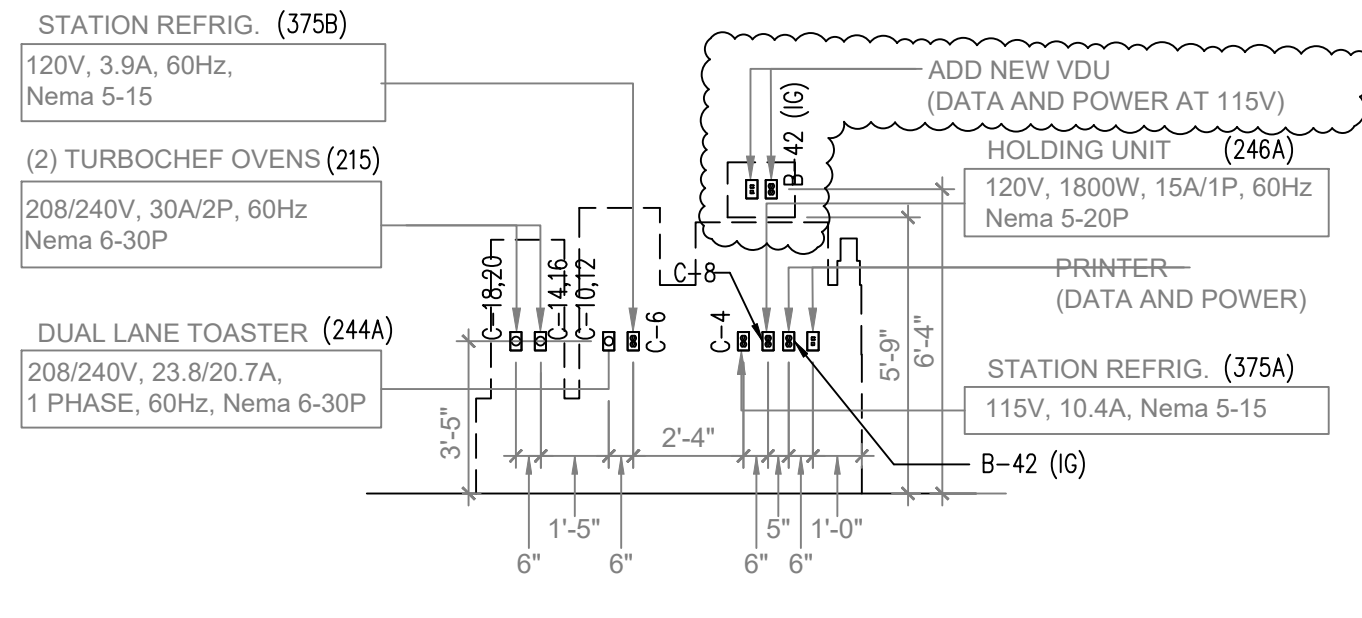 STATION REFRIG. (375B)
120V, 3.9A, 60Hz,
Nema 5-15
(2) TURBOCHEF OVENS (215)
208/240V, 30A/2P, 60Hz
Nema 6-30P
DUAL LANE TOASTER (244A)
208/240V, 23.8/20.7A,
1 PHASE, 60Hz, Nema 6-30P
ADD NEW VDU
(DATA AND POWER AT 115V)
B-42 (IG)
HOLDING UNIT (246A)
120V, 1800W, 15A/1P, 60Hz
Nema 5-20P
PRINTER
(DATA AND POWER)
STATION REFRIG. (375A)
115V, 10.4A, Nema 5-15
B-42 (IG)
C-18,20
C-14,16
C-10,12
C-6
C-4
C-8
3'-5"
2'-4"
5'-9"
6'-4"
1'-5"
5"
1'-0"
6"
6"
6"
6"